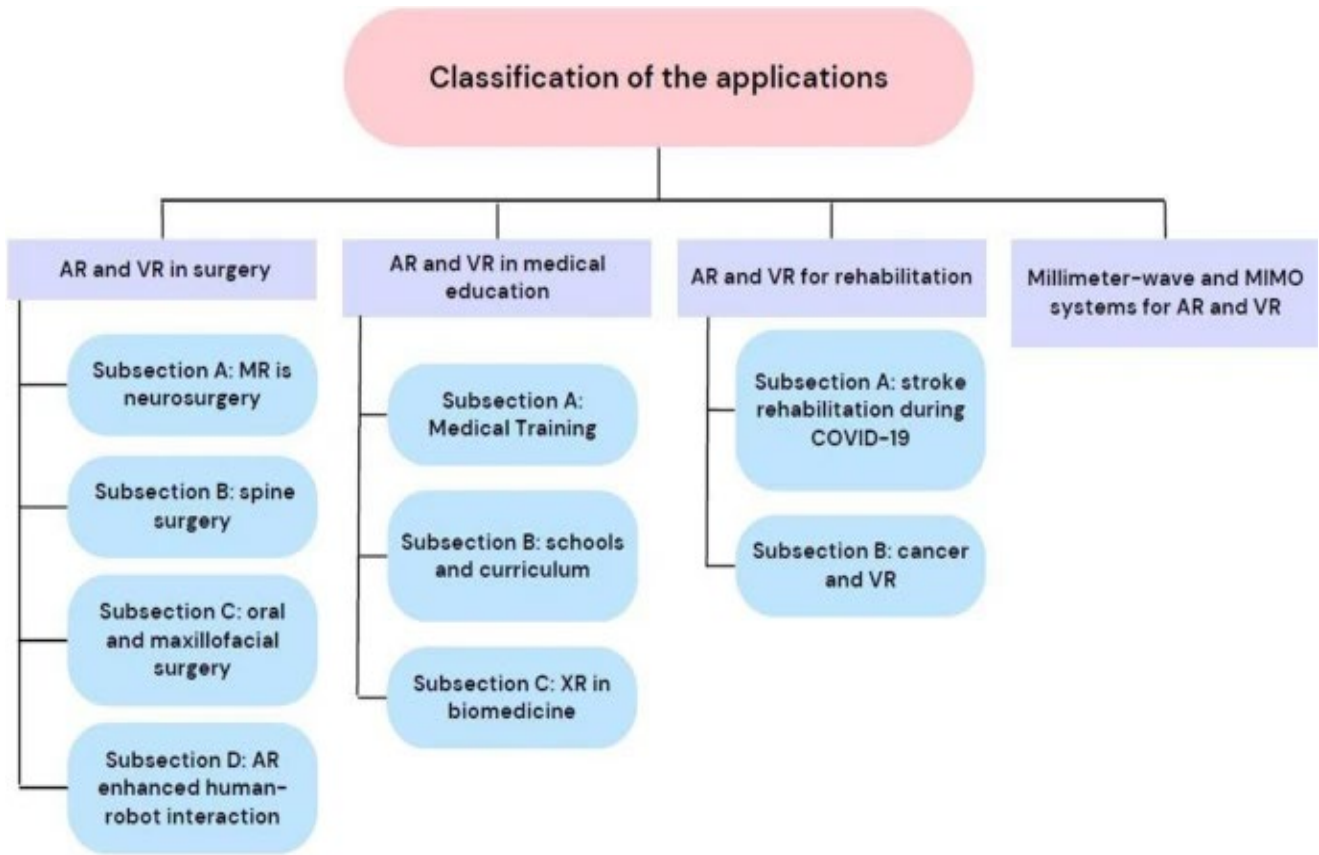 Classification of the applications
AR and VR in surgery
Subsection A: MR is
neurosurgery
Subsection B: spine
surgery
Subsection C: oral
and maxillofacial
surgery
Subsection D: AR
enhanced human-
robot interaction
AR and VR in medical
education
Subsection A:
Medical Training
Subsection B: schools
and curriculum
Subsection C: XR in
biomedicine
AR and VR for rehabilitation
Subsection A: stroke
rehabilitation during
COVID-19
Subsection B: cancer
and VR
Millimeter-wave and MIMO
systems for AR and VR